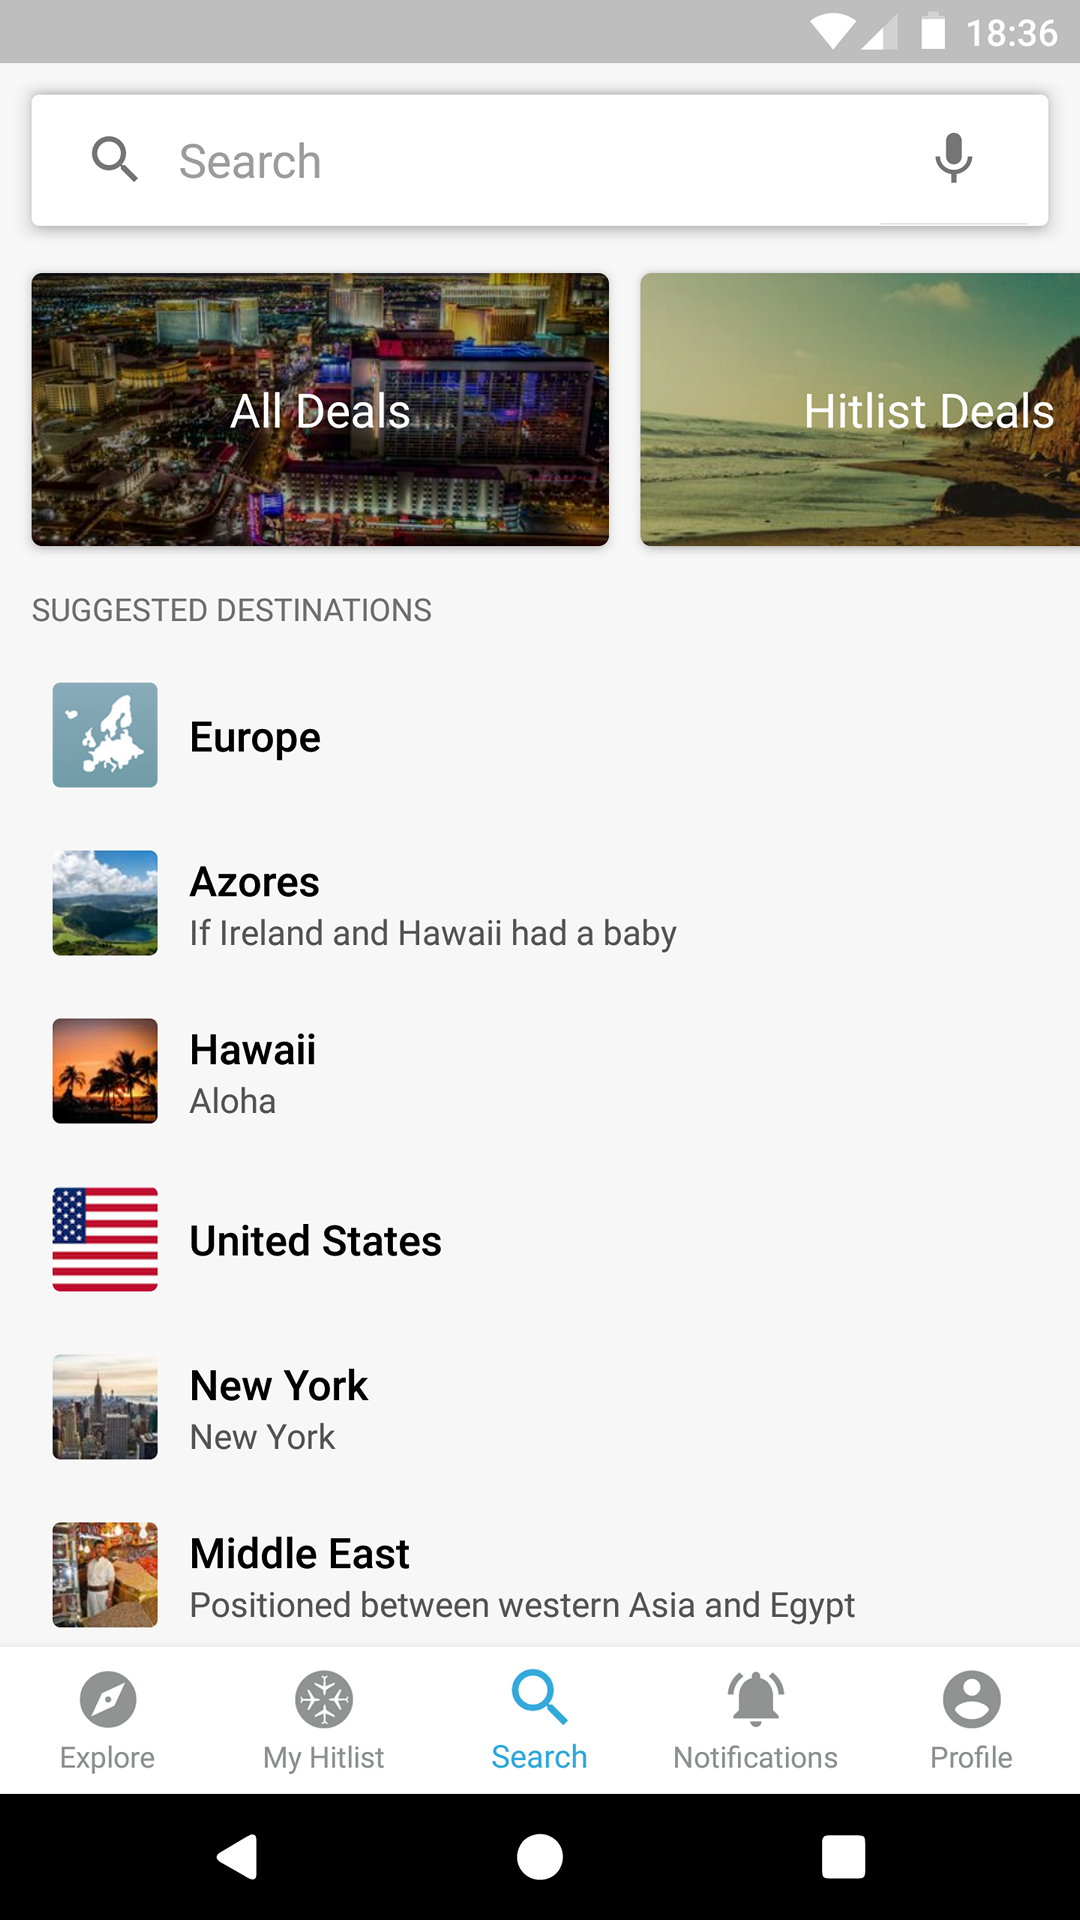 18:36
Search
All Deals
Hitlist Deals
SUGGESTED DESTINATIONS
Europe
Azores
If Ireland and Hawaii had a baby
Hawaii
Aloha
United States
New York
New York
Middle East
Positioned between western Asia and Egypt
Explore
My Hitlist
Search
Notifications
Profile